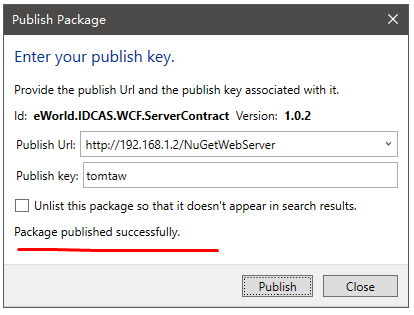 Publish Package
Enter your publish key.
Provide the publish Url and the publish key associated with it.
Id: eWorld.IDCAS.WCF.ServerContract Version: 1.0.2
Publish Url: http://192.168.1.2/NuGetWebServer
Publish key: tomtaw
Unlist this package so that it doesn't appear in search results.
Package published successfully.
Publish Close